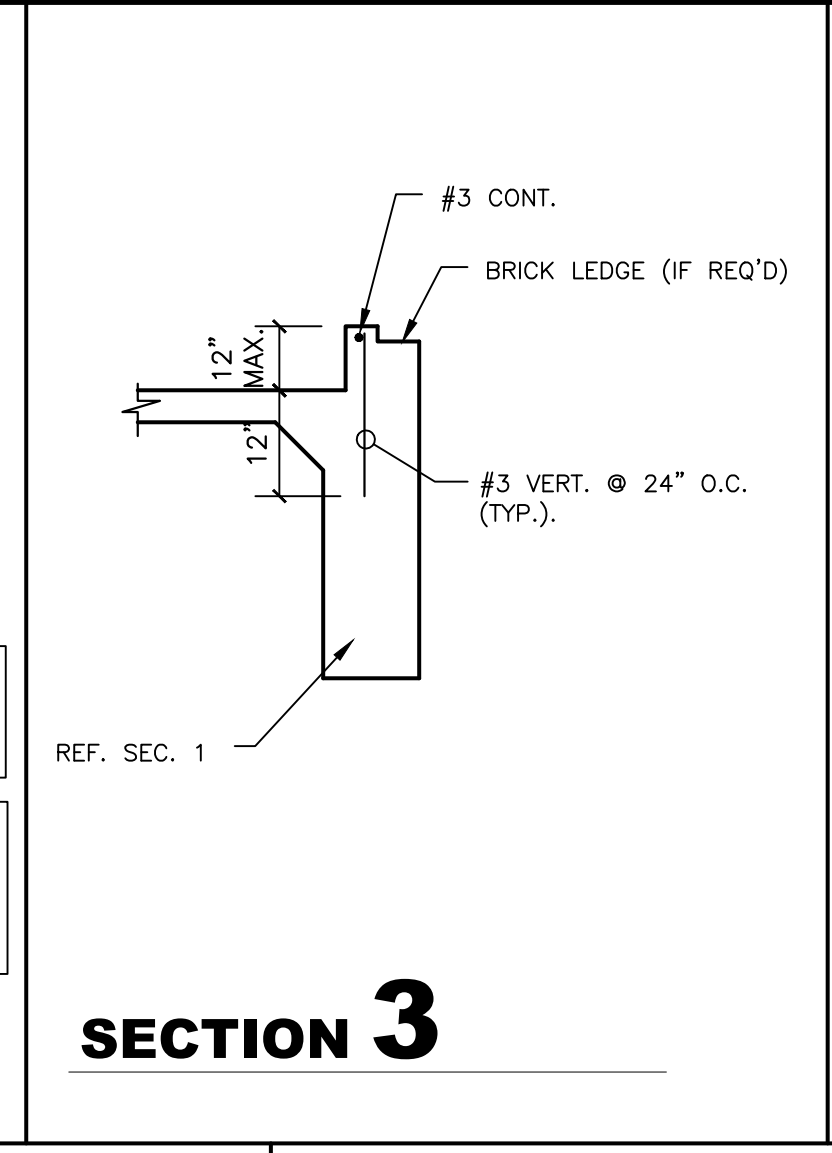 #3 CONT.
BRICK LEDGE (IF REQ'D)
12"
MAX.
12"
#3 VERT. @ 24" O.C.
(TYP.).
REF. SEC. 1
SECTION 3